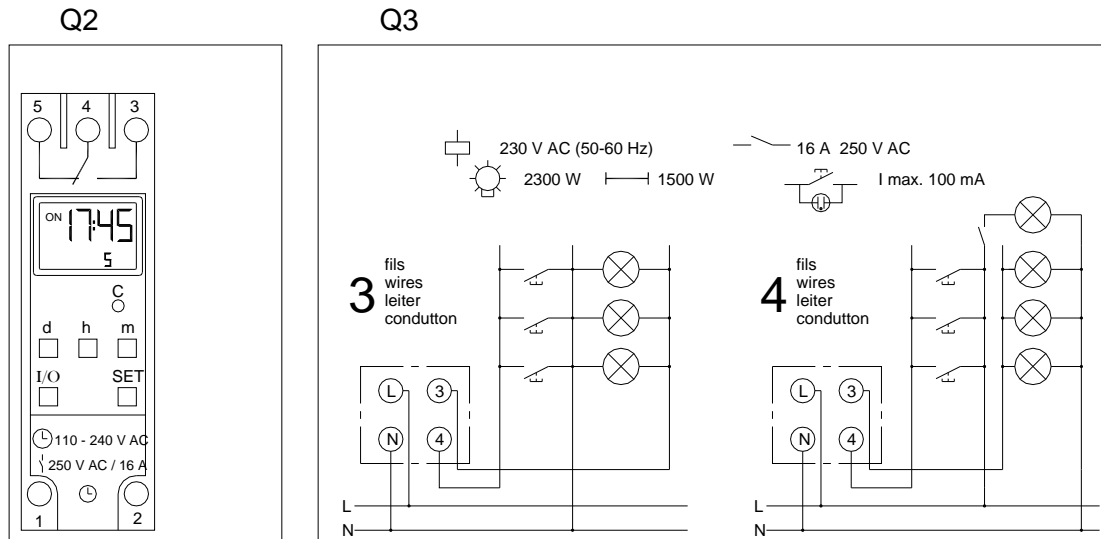 Q2
5 4 3
ON 17:45
5
C
d h m
I/O SET
110 - 240 V AC
250 V AC / 16 A
1 2
Q3
230 V AC (50-60 Hz)
16 A 250 V AC
2300 W
1500 W
I max. 100 mA
3
fils
wires
leiter
condutton
L 3
N 4
L
N
4
fils
wires
leiter
condutton
L 3
N 4
L
N